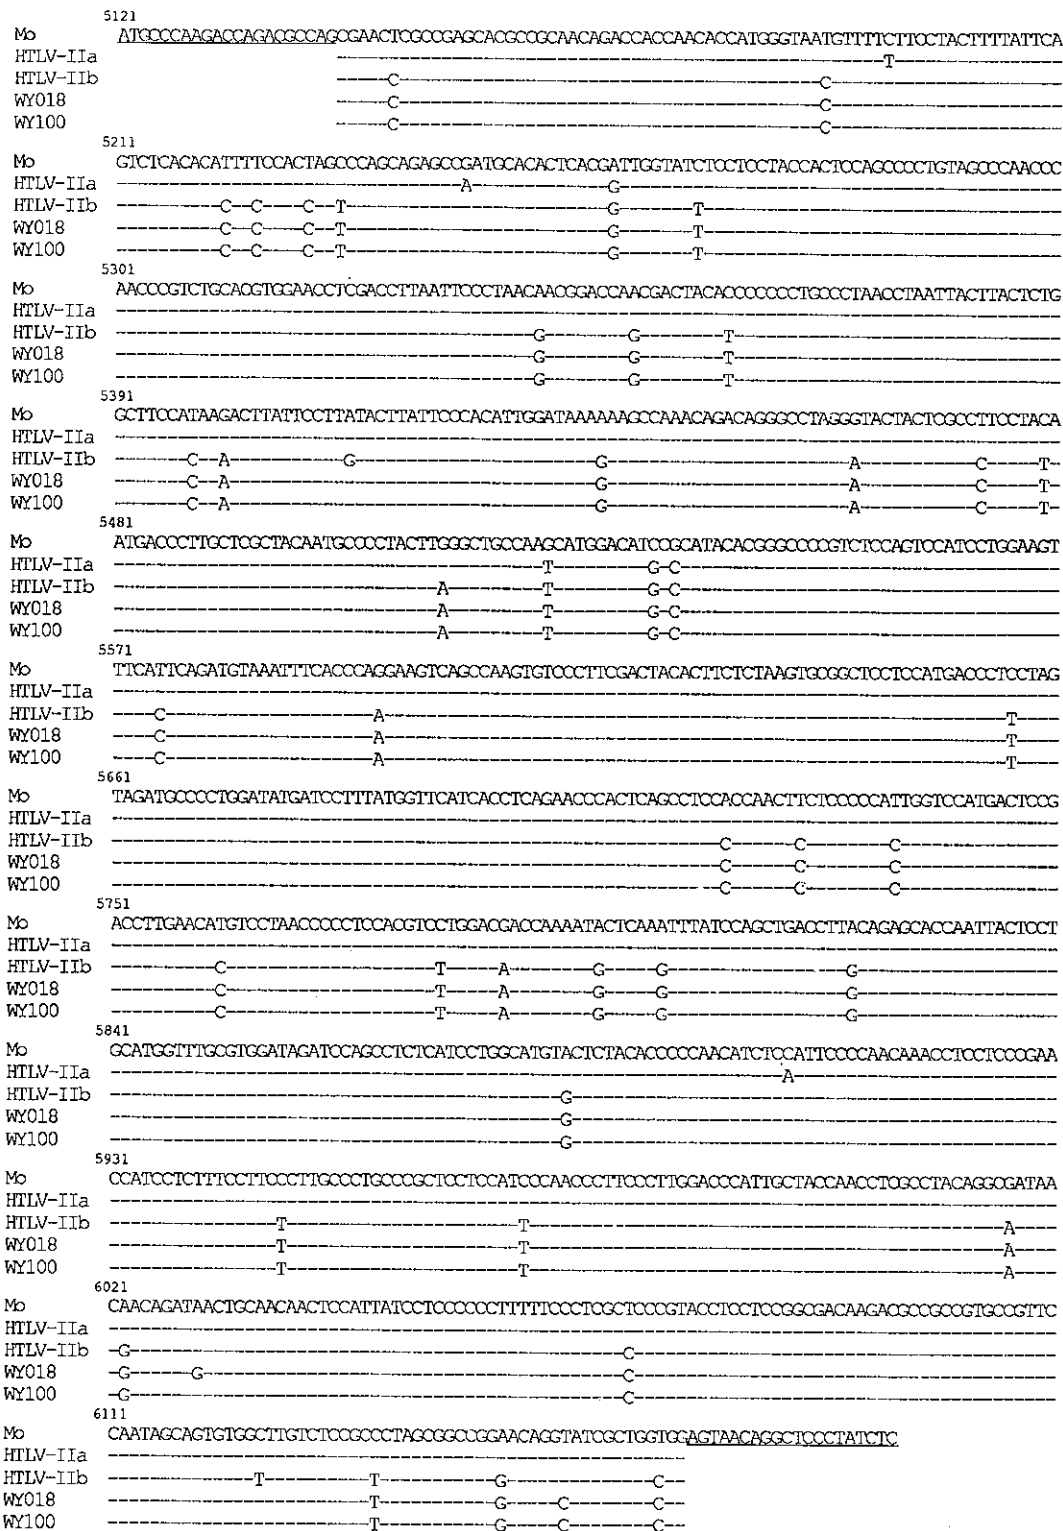 5121
Mo ATGCCCAAGACCAGACGCCAGCGAACTCGCCGAGCACGCCGCAACAGACCACCAACACCATGGGTAATGTTTTCTTCCTACTTTTATTCA
HTLV-IIa ----------T----------
HTLV-IIb -----C----------C----------
WY018 -----C----------C----------
WY100 -----C----------C----------
5211
Mo GTCTCACACATTTTCCACTAGCCCAGCAGAGCCGATGCACACTCACGATTGGTATCTCCTCCTACCACTCCAGCCCCTGTAGCCCAACCC
HTLV-IIa ----------A----------G----------
HTLV-IIb ----------C--C----C--T----------G-------T----------
WY018 ----------C--C----C--T----------G-------T----------
WY100 ----------C--C----C--T----------G-------T----------
5301
Mo AACCCGTCTGCACGTGGAACCTCGACCTTAATTCCCTAACAACGGACCAACGACTACACCCCCCCTGCCCTAACCTAATTACTTACTCTG
HTLV-IIa ----------
HTLV-IIb ----------G--------G--------T----------
WY018 ----------G--------G--------T----------
WY100 ----------G--------G--------T----------
5391
Mo GCTTCCATAAGACTTATTCCTTATACTTATTCCCACATTGGATAAAAAAGCCAAACAGACAGGGCCTAGGGTACTACTCGCCTTCCTACA
HTLV-IIa ----------
HTLV-IIb -------C--A-----------G----------G----------A-----------C-----T-
WY018 -------C--A----------G----------A-----------C-----T-
WY100 -------C--A----------G----------A-----------C-----T-
5481
Mo ATGACCCTTGCTCGCTACAATGCCCCTACTTGGGCTGCCAAGCATGGACATCCGCATACACGGGCCCCGTCTCCAGTCCATCCTGGAAGT
HTLV-IIa ----------T---------G-C----------
HTLV-IIb ----------A---------T---------G-C----------
WY018 ----------A---------T---------G-C----------
WY100 ----------A---------T---------G-C----------
5571
Mo TTCATTCAGATGTAAATTTCACCCAGGAAGTCAGCCAAGTGTCCCTTCGACTACACTTCTCTAAGTGCGGCTCCTCCATGACCCTCCTAG
HTLV-IIa ----------
HTLV-IIb ----C----------A----------T----
WY018 ----C----------A----------T----
WY100 ----C----------A----------T----
5661
Mo TAGATGCCCCTGGATATGATCCTTTATGGTTCATCACCTCAGAACCCACTCAGCCTCCACCAACTTCTCCCCCATTGGTCCATGACTCCG
HTLV-IIa ----------
HTLV-IIb ----------C------C--------C----------
WY018 ----------C------C--------C----------
WY100 ----------C------C--------C----------
5751
Mo ACCTTGAACATGTCCTAACCCCCTCCACGTCCTGGACGACCAAAATACTCAAATTTATCCAGCTGACCTTACAGAGCACCAATTACTCCT
HTLV-IIa ----------
HTLV-IIb ----------C----------T-----A--------G-----G----------G----------
WY018 ----------C----------T-----A--------G-----G----------G----------
WY100 ----------C----------T-----A--------G-----G----------G----------
5841
Mo GCATGGTTTGCGTGGATAGATCCAGCCTCTCATCCTGGCATGTACTCTACACCCCCAACATCTCCATTCCCCAACAAACCTCCTCCCGAA
HTLV-IIa ----------A----------
HTLV-IIb ----------G----------
WY018 ----------G----------
WY100 ----------G----------
5931
Mo CCATCCTCTTTCCTTCCCTTGCCCTGCCCGCTCCTCCATCCCAACCCTTCCCTTGGACCCATTGCTACCAACCTCGCCTACAGGCGATAA
HTLV-IIa ----------
HTLV-IIb ----------T----------T----------A----
WY018 ----------T----------T----------A----
WY100 ----------T----------T----------A----
6021
Mo CAACAGATAACTGCAACAACTCCATTATCCTCCCCCCTTTTTCCCTCGCTCCCGTACCTCCTCCGGCGACAAGACGCCGCCGTGCCGTTC
HTLV-IIa ----------
HTLV-IIb -G----------C----------
WY018 -G------G----------C----------
WY100 -G----------C----------
6111
Mo CAATAGCAGTGTGGCTTGTCTCCGCCCTAGCGGCCGGAACAGGTATCGCTGGTGGAGTAACAGGCTCCCTATCTC
HTLV-IIa ----------
HTLV-IIb ----------T----------T-----------G----------C--
WY018 ----------T-----------G-----C--------C--
WY100 ----------T-----------G-----C--------C--